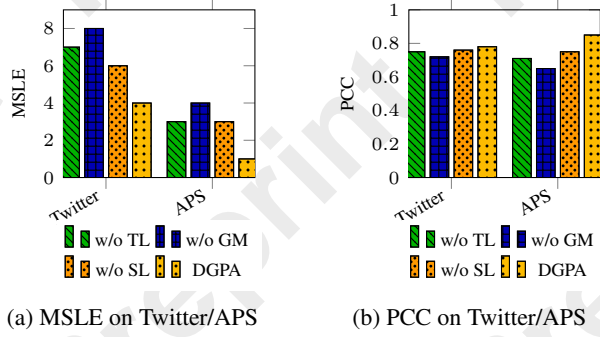 8
6
4
2
0
MSLE
Twitter
APS
w/o TL w/o GM
w/o SL DGPA
(a) MSLE on Twitter/APS
1
0.8
0.6
0.4
0.2
0
PCC
Twitter
APS
w/o TL w/o GM
w/o SL DGPA
(b) PCC on Twitter/APS
preprint